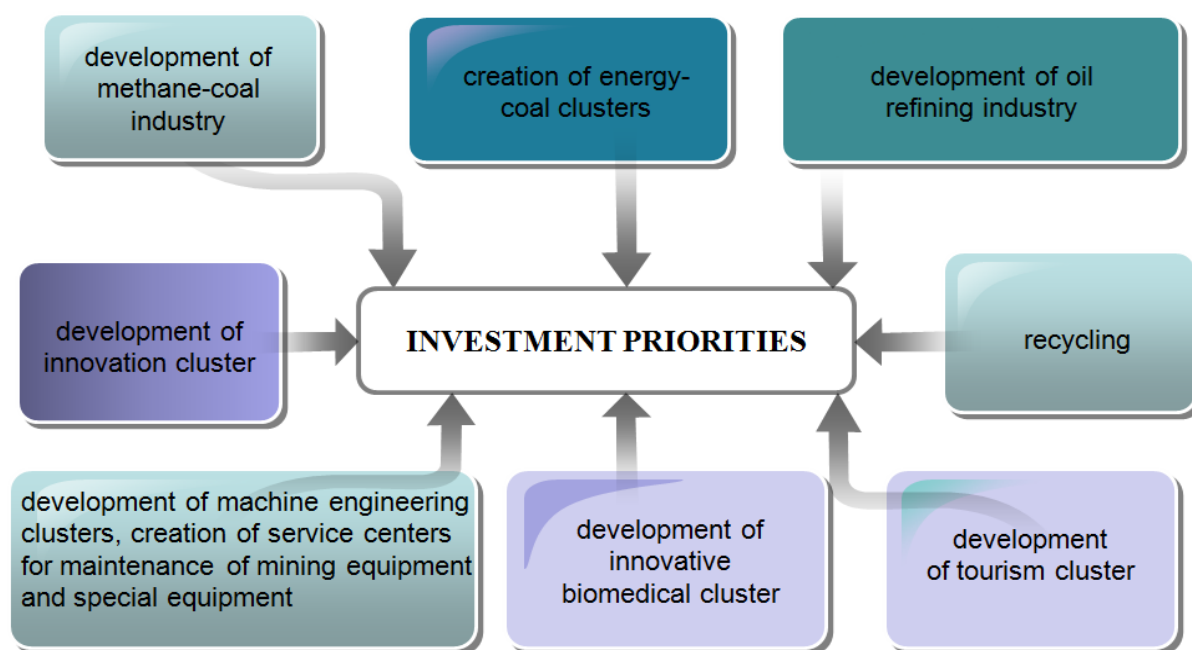 development of
methane-coal
industry
creation of energy-
coal clusters
development of oil
refining industry
development of
innovation cluster
INVESTMENT PRIORITIES
recycling
development of machine engineering
clusters, creation of service centers
for maintenance of mining equipment
and special equipment
development of
innovative
biomedical cluster
development
of tourism cluster